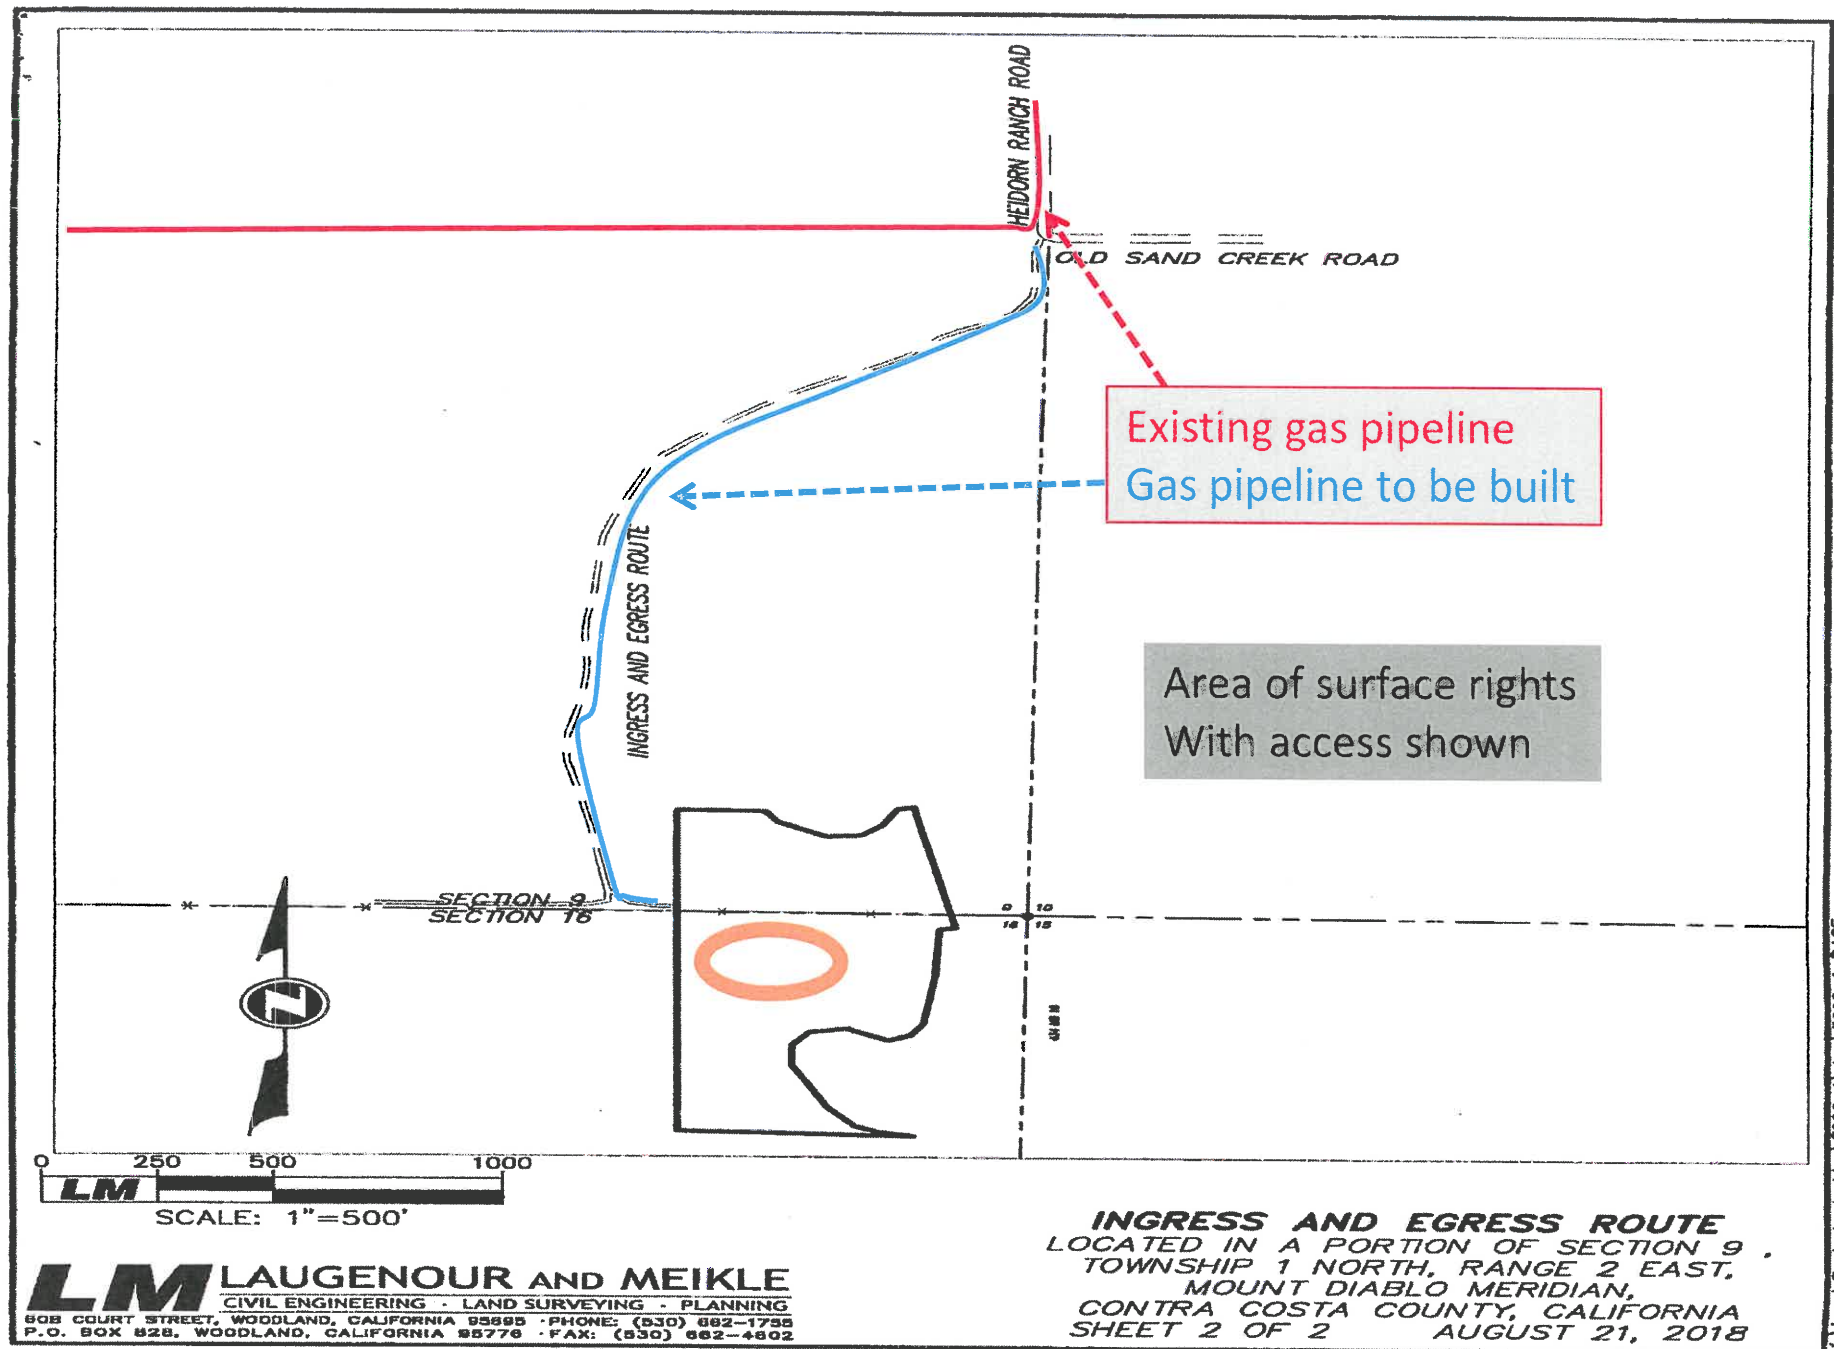 HEIDORN RANCH ROAD
OLD SAND CREEK ROAD
Existing gas pipeline
Gas pipeline to be built
INGRESS AND EGRESS ROUTE
Area of surface rights
With access shown
SECTION 9
SECTION 16
9 10
16 15
N
0 250 500 1000
LM
SCALE: 1"=500'
LM LAUGENOUR AND MEIKLE
CIVIL ENGINEERING · LAND SURVEYING · PLANNING
608 COURT STREET, WOODLAND, CALIFORNIA 95695 · PHONE: (530) 662-1755
P.O. BOX 828, WOODLAND, CALIFORNIA 95776 · FAX: (530) 662-4602
INGRESS AND EGRESS ROUTE
LOCATED IN A PORTION OF SECTION 9,
TOWNSHIP 1 NORTH, RANGE 2 EAST,
MOUNT DIABLO MERIDIAN,
CONTRA COSTA COUNTY, CALIFORNIA
SHEET 2 OF 2 AUGUST 21, 2018